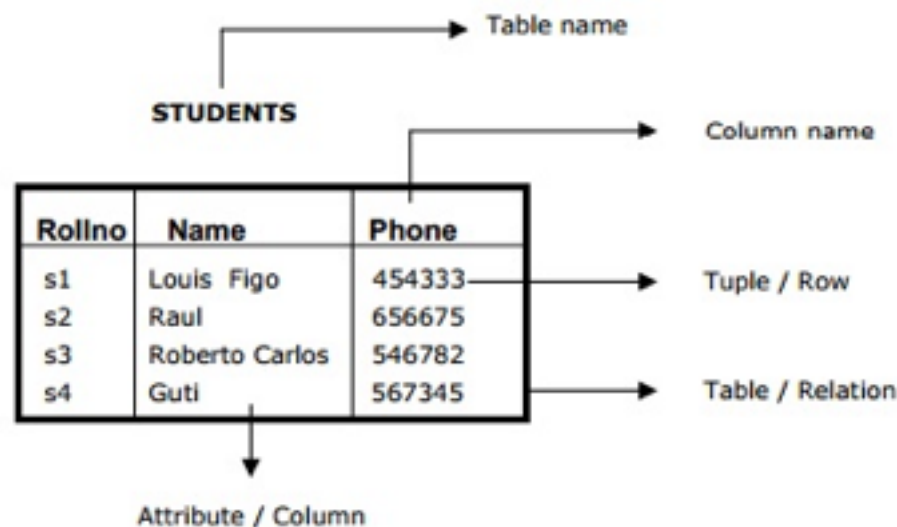 Table name
STUDENTS
Column name
Rollno Name Phone
s1 Louis Figo 454333
Tuple / Row
s2 Raul 656675
s3 Roberto Carlos 546782
s4 Guti 567345
Table / Relation
Attribute / Column